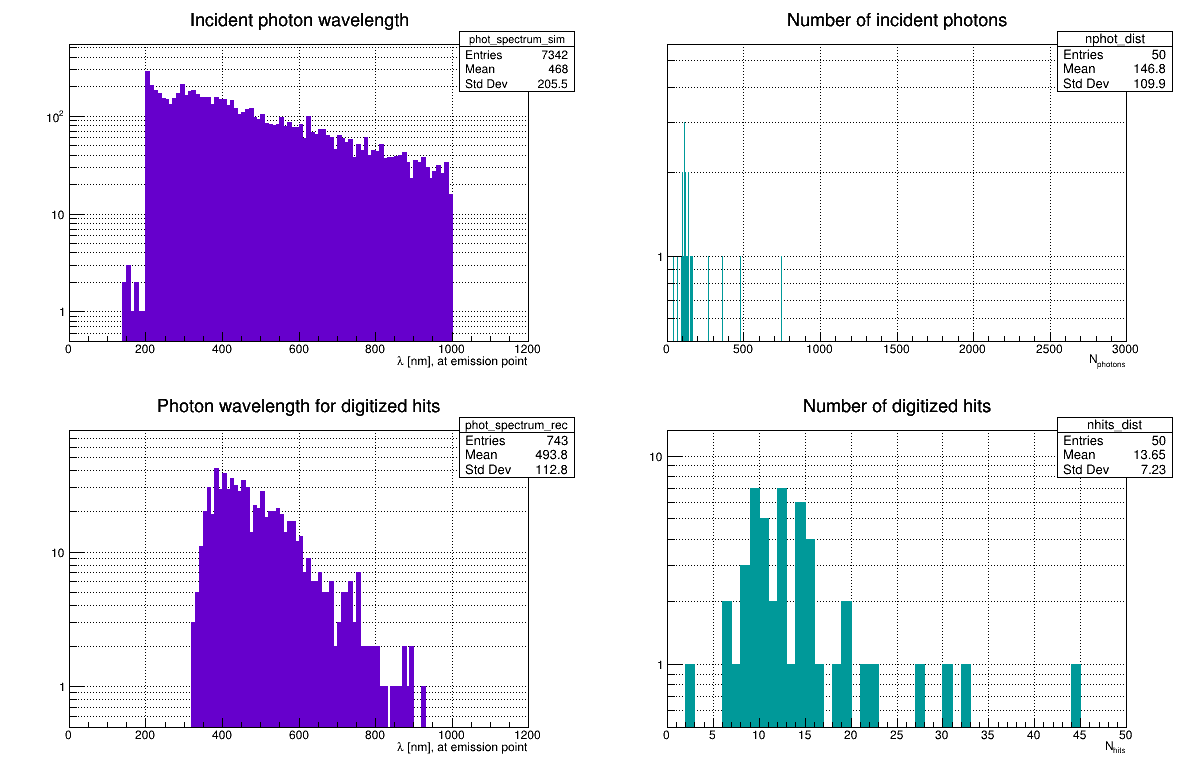 Incident photon wavelength
phot_spectrum_sim
Entries 7342
Mean 468
Std Dev 205.5
10²
10
1
0 200 400 600 800 1000 1200
λ [nm], at emission point
Number of incident photons
nphot_dist
Entries 50
Mean 146.8
Std Dev 109.9
1
0 500 1000 1500 2000 2500 3000
Nphotons
Photon wavelength for digitized hits
phot_spectrum_rec
Entries 743
Mean 493.8
Std Dev 112.8
10
1
0 200 400 600 800 1000 1200
λ [nm], at emission point
Number of digitized hits
nhits_dist
Entries 50
Mean 13.65
Std Dev 7.23
10
1
0 5 10 15 20 25 30 35 40 45 50
Nhits